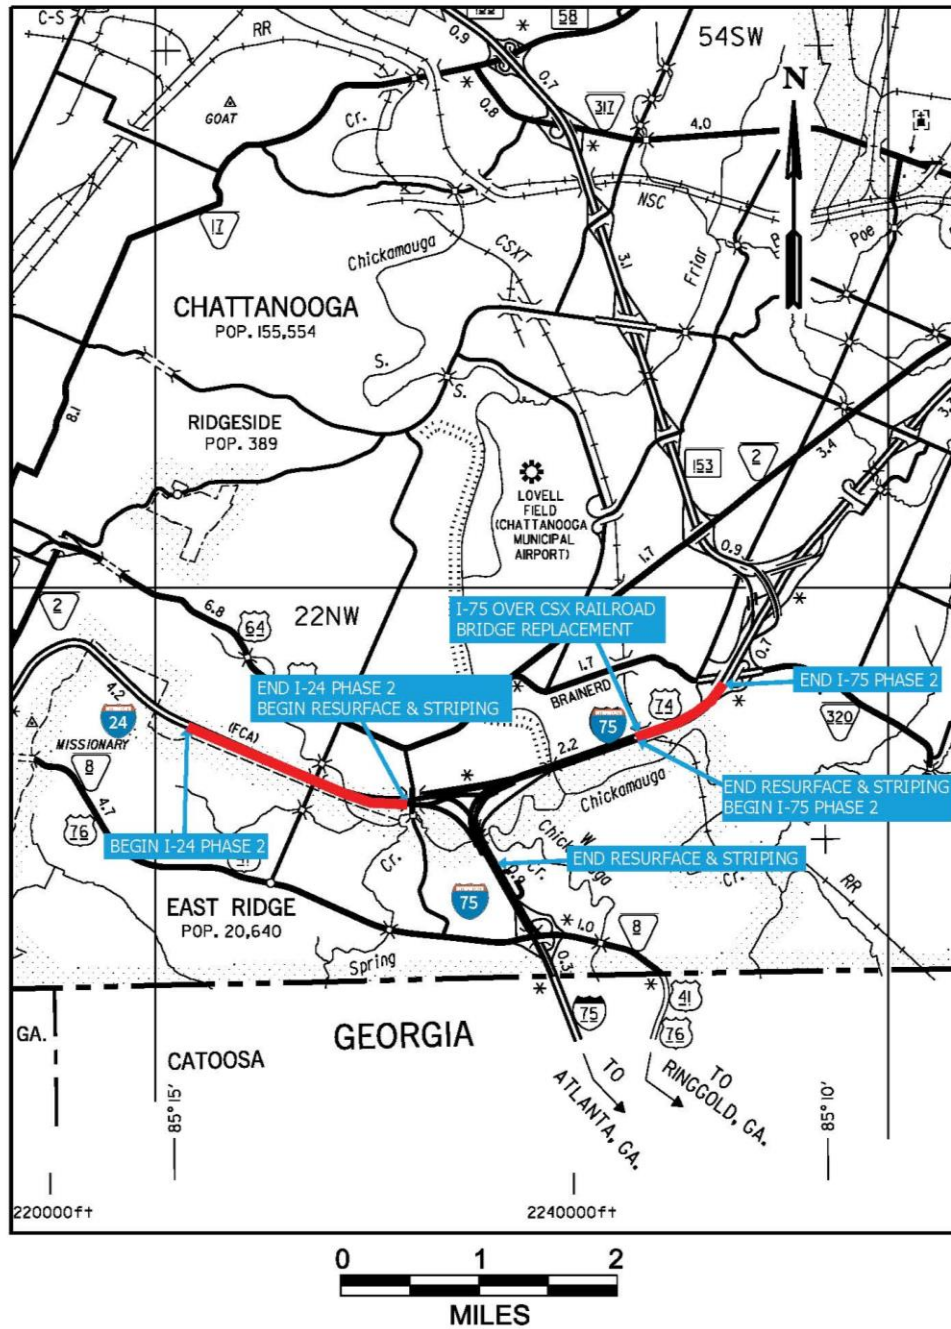 C-S
RR
0.9
58
54SW
0.7
0.8
317
4.0
N
GOAT
Cr.
17
NSC
Chickamauga
CSXT
3.1
Friar
Poe
CHATTANOOGA
POP. 155,554
S.
S.
8.1
RIDGESIDE
POP. 389
153
2
3.4
LOVELL
FIELD
(CHATTANOOGA
MUNICIPAL
AIRPORT)
1.7
0.9
2
6.8
64
22NW
I-75 OVER CSX RAILROAD
BRIDGE REPLACEMENT
0.7
1.7
BRAINERD
END I-24 PHASE 2
BEGIN RESURFACE & STRIPING
END I-75 PHASE 2
4.2
24
(FCA)
75
74
320
MISSIONARY
8
2.2
Chickamauga
END RESURFACE & STRIPING
BEGIN I-75 PHASE 2
4.7
76
BEGIN I-24 PHASE 2
W
Cr.
END RESURFACE & STRIPING
Cr.
Cr.
RR
EAST RIDGE
POP. 20,640
75
1.0
8
Spring
0.3
41
76
75
GA.
GEORGIA
CATOOSA
TO
ATLANTA, GA.
TO
RINGGOLD, GA.
85° 15'
85° 10'
220000ft
2240000ft
0 1 2
MILES